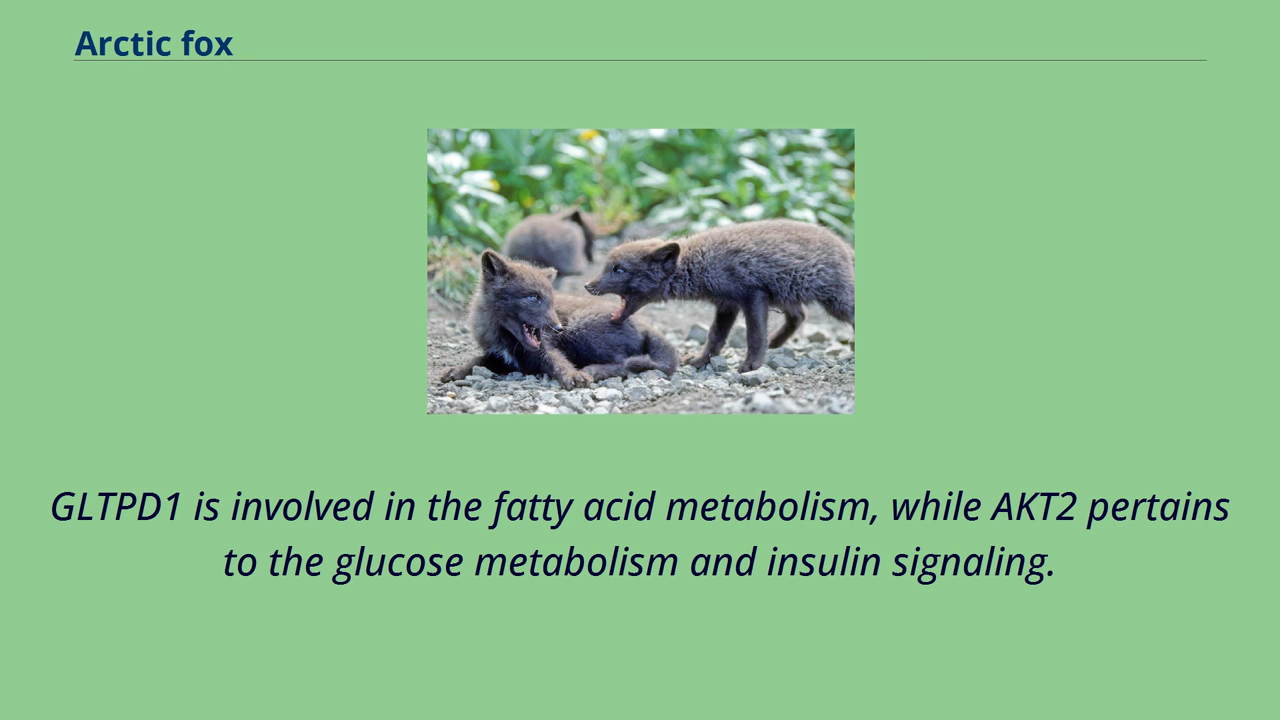 Arctic fox
GLTPD1 is involved in the fatty acid metabolism, while AKT2 pertains
to the glucose metabolism and insulin signaling.